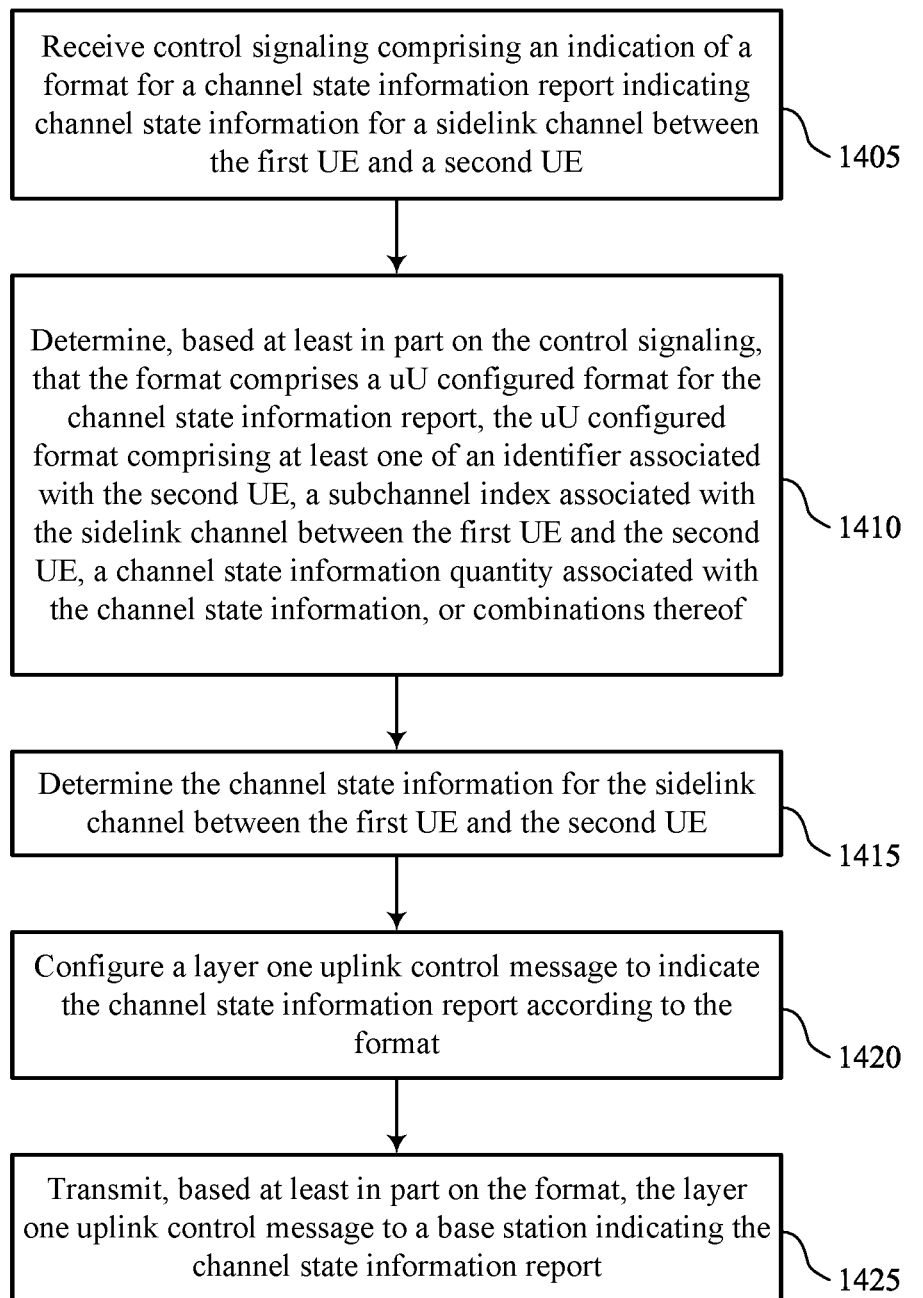 Receive control signaling comprising an indication of a
format for a channel state information report indicating
channel state information for a sidelink channel between
the first UE and a second UE
1405
Determine, based at least in part on the control signaling,
that the format comprises a uU configured format for the
channel state information report, the uU configured
format comprising at least one of an identifier associated
with the second UE, a subchannel index associated with
the sidelink channel between the first UE and the second
UE, a channel state information quantity associated with
the channel state information, or combinations thereof
1410
Determine the channel state information for the sidelink
channel between the first UE and the second UE
1415
Configure a layer one uplink control message to indicate
the channel state information report according to the
format
1420
Transmit, based at least in part on the format, the layer
one uplink control message to a base station indicating the
channel state information report
1425